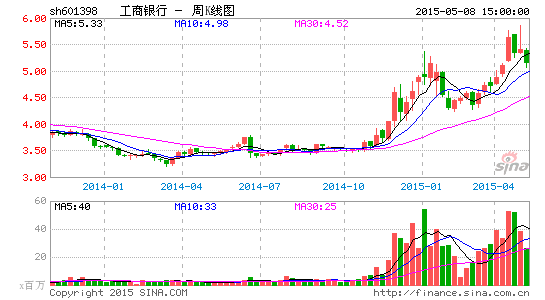 sh601398 工商银行 - 周K线图 2015-05-08 15:00:00
6.00 MA5:5.33 MA10:4.98 MA30:4.52
5.50
5.00
4.50
4.00
3.50
3.00
sina
2014-01 2014-04 2014-07 2014-10 2015-01 2015-04
60 MA5:40 MA10:33 MA30:25
40
20
x百万
Copyright 2015 SINA.COM http://finance.sina.com.cn